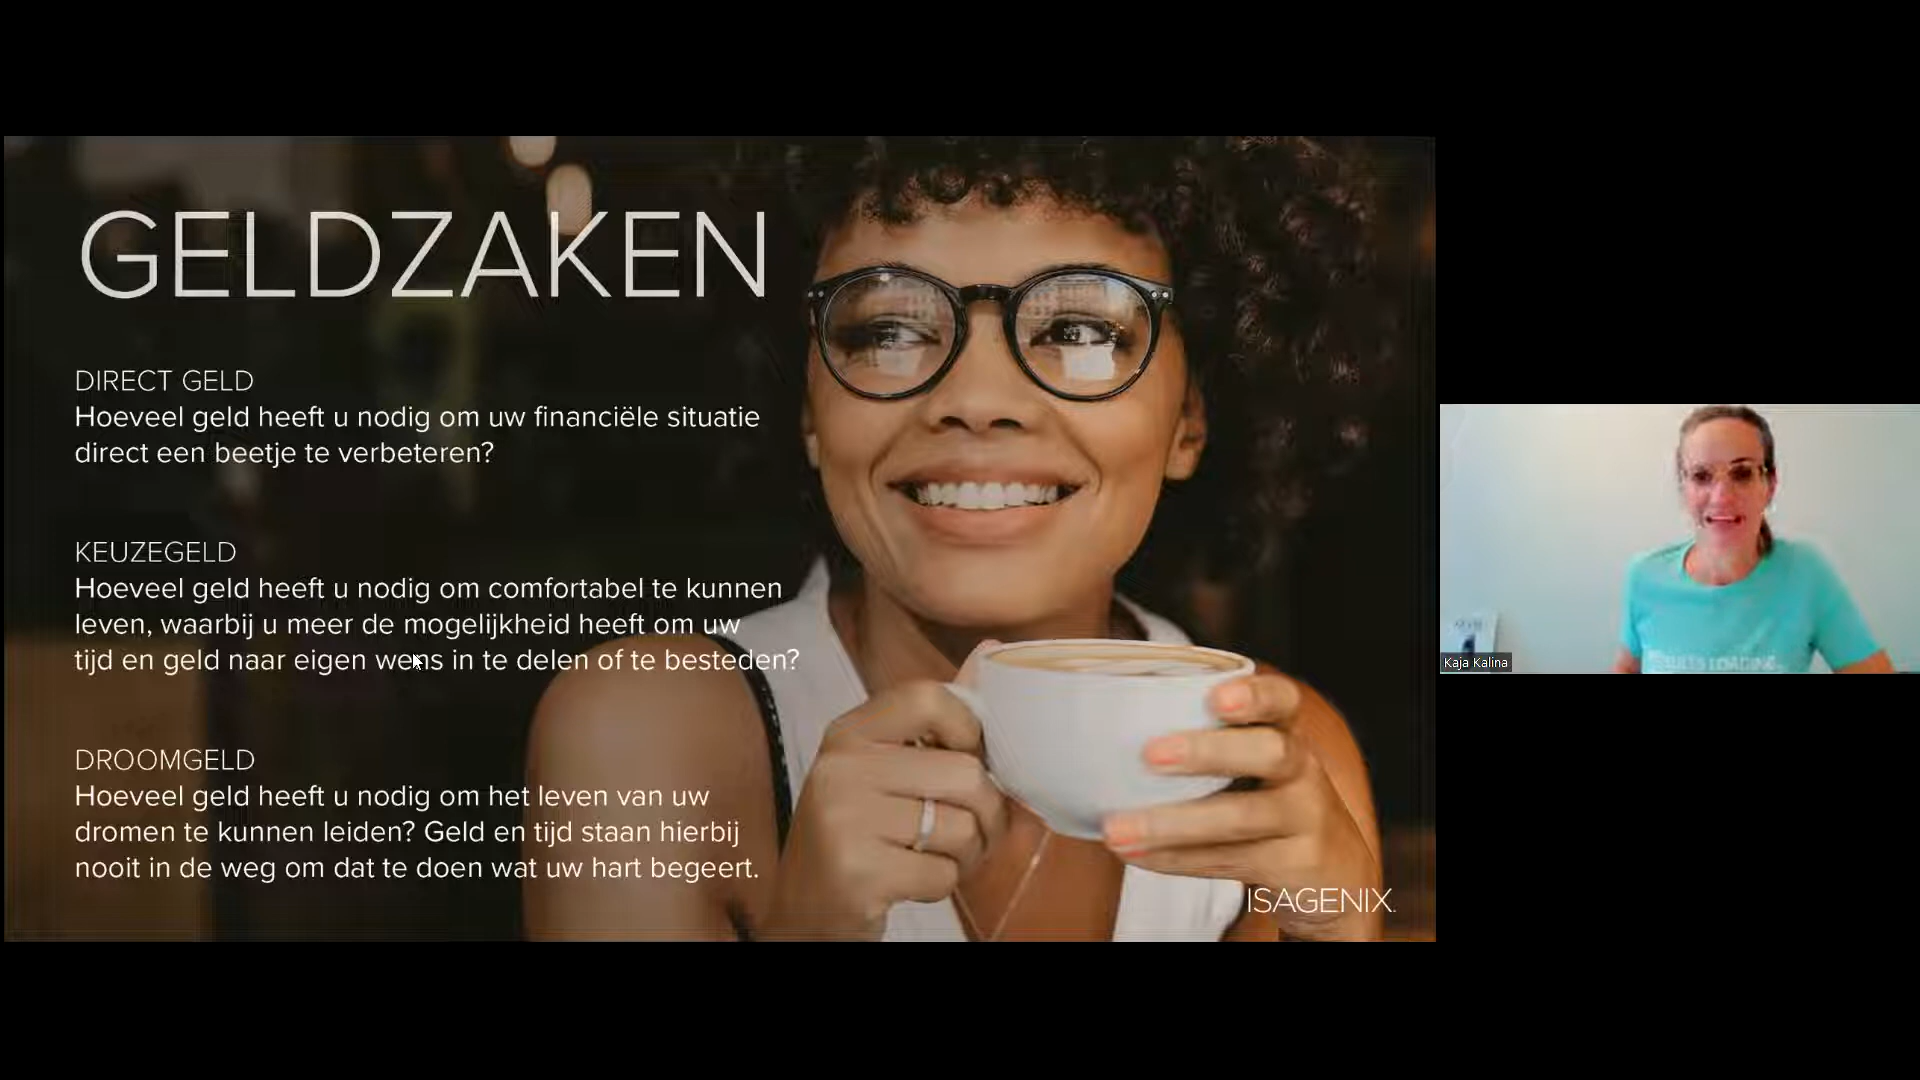 GELDZAKEN
DIRECT GELD
Hoeveel geld heeft u nodig om uw financiële situatie
direct een beetje te verbeteren?
KEUZEGELD
Hoeveel geld heeft u nodig om comfortabel te kunnen
leven, waarbij u meer de mogelijkheid heeft om uw
tijd en geld naar eigen wens in te delen of te besteden?
DROOMGELD
Hoeveel geld heeft u nodig om het leven van uw
dromen te kunnen leiden? Geld en tijd staan hierbij
nooit in de weg om dat te doen wat uw hart begeert.
ISAGENIX.
Kaja Kalina
RESULTS LOADING...